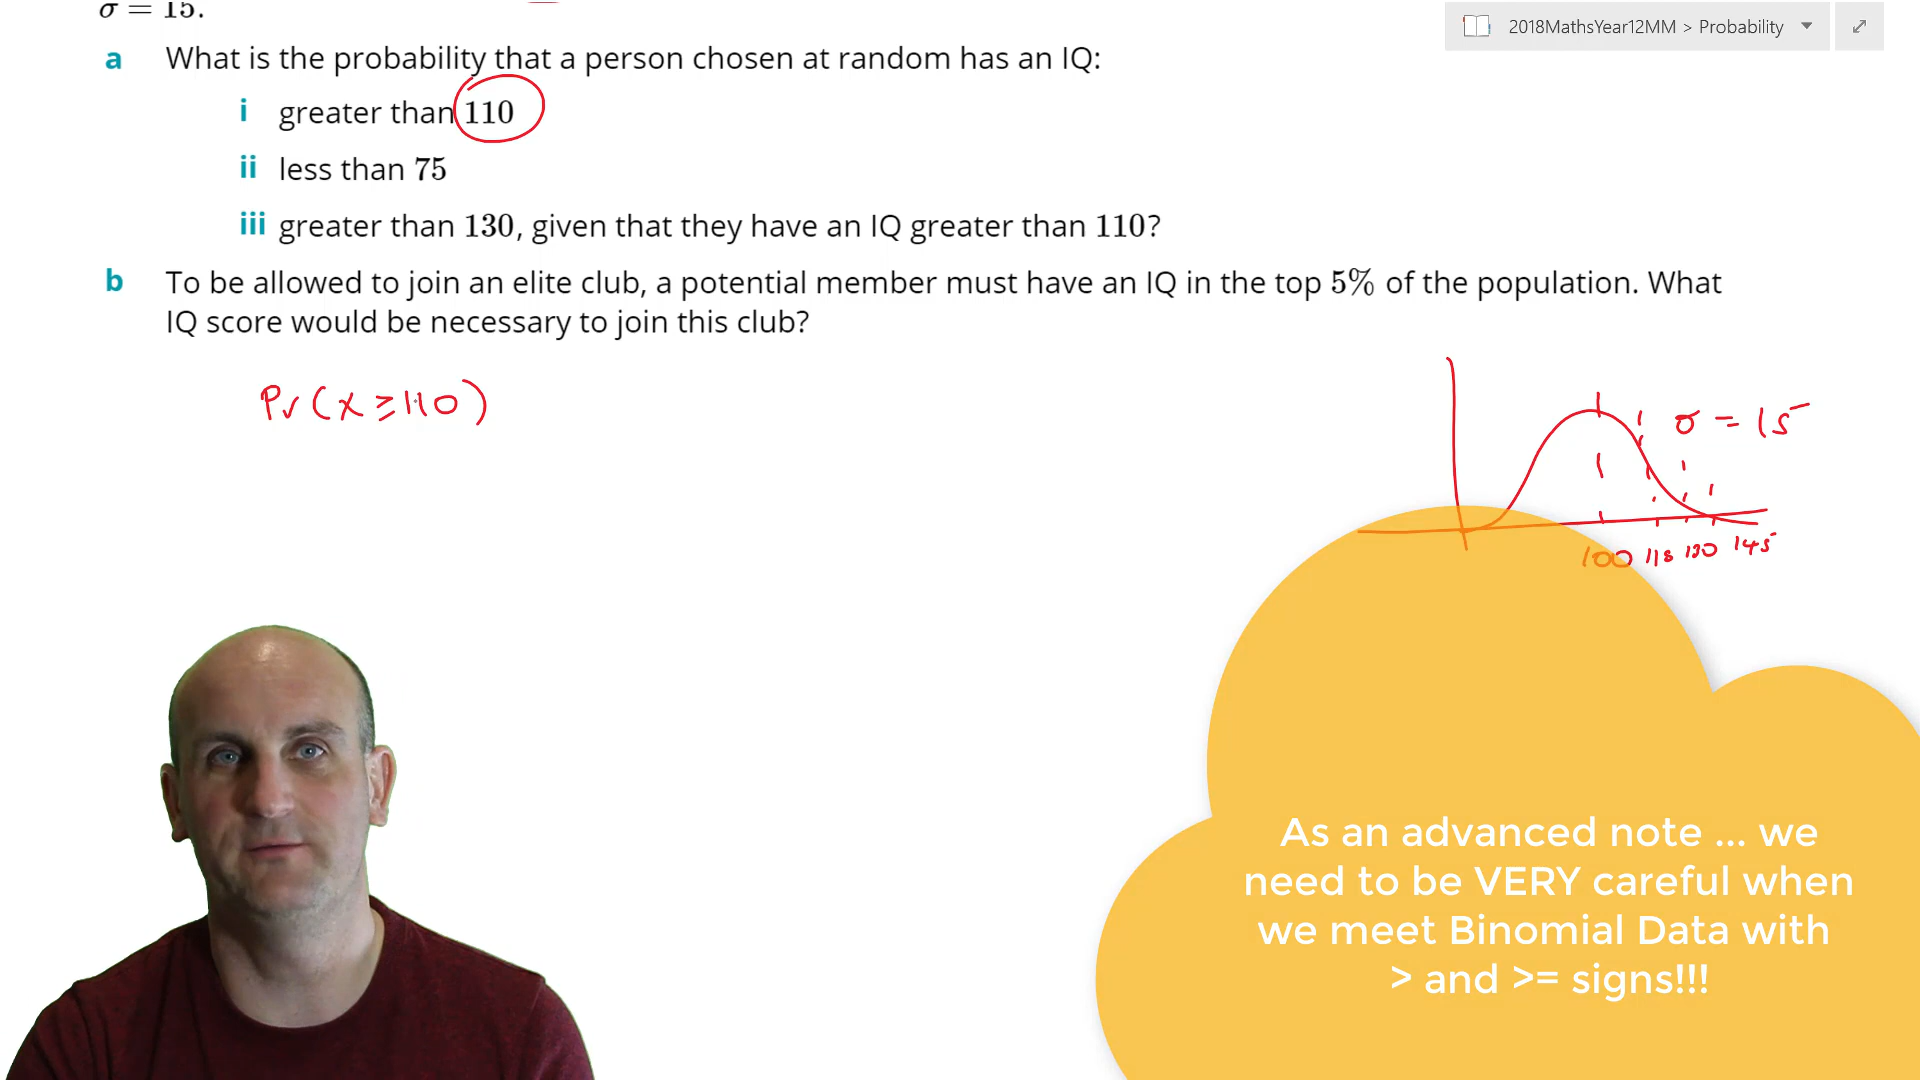 σ = 15.
2018MathsYear12MM > Probability
a What is the probability that a person chosen at random has an IQ:
i greater than 110
ii less than 75
iii greater than 130, given that they have an IQ greater than 110?
b To be allowed to join an elite club, a potential member must have an IQ in the top 5% of the population. What
IQ score would be necessary to join this club?
Pr(x ≥ 110)
σ = 15
100 115 130 145
As an advanced note ... we
need to be VERY careful when
we meet Binomial Data with
> and >= signs!!!